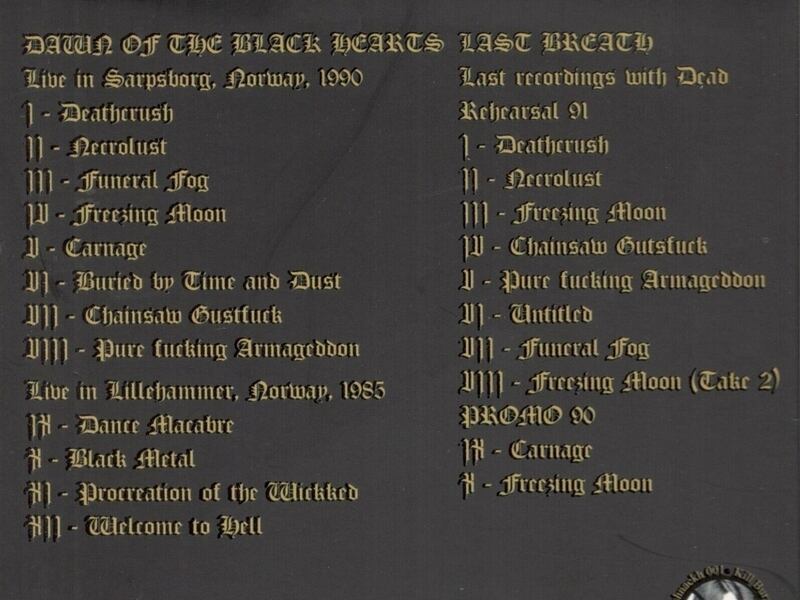 DAWN OF THE BLACK HEARTS
Live in Sarpsborg, Norway, 1990
I - Deathcrush
II - Necrolust
III - Funeral Fog
IV - Freezing Moon
V - Carnage
VI - Buried by Time and Dust
VII - Chainsaw Gustfuck
VIII - Pure fucking Armageddon
Live in Lillehammer, Norway, 1985
IX - Dance Macabre
X - Black Metal
XI - Procreation of the Wickked
XII - Welcome to Hell
LAST BREATH
Last recordings with Dead
Rehearsal 91
I - Deathcrush
II - Necrolust
III - Freezing Moon
IV - Chainsaw Gutsfuck
V - Pure fucking Armageddon
VI - Untitled
VII - Funeral Fog
VIII - Freezing Moon (Take 2)
PROMO 90
IX - Carnage
X - Freezing Moon
001 / Kill